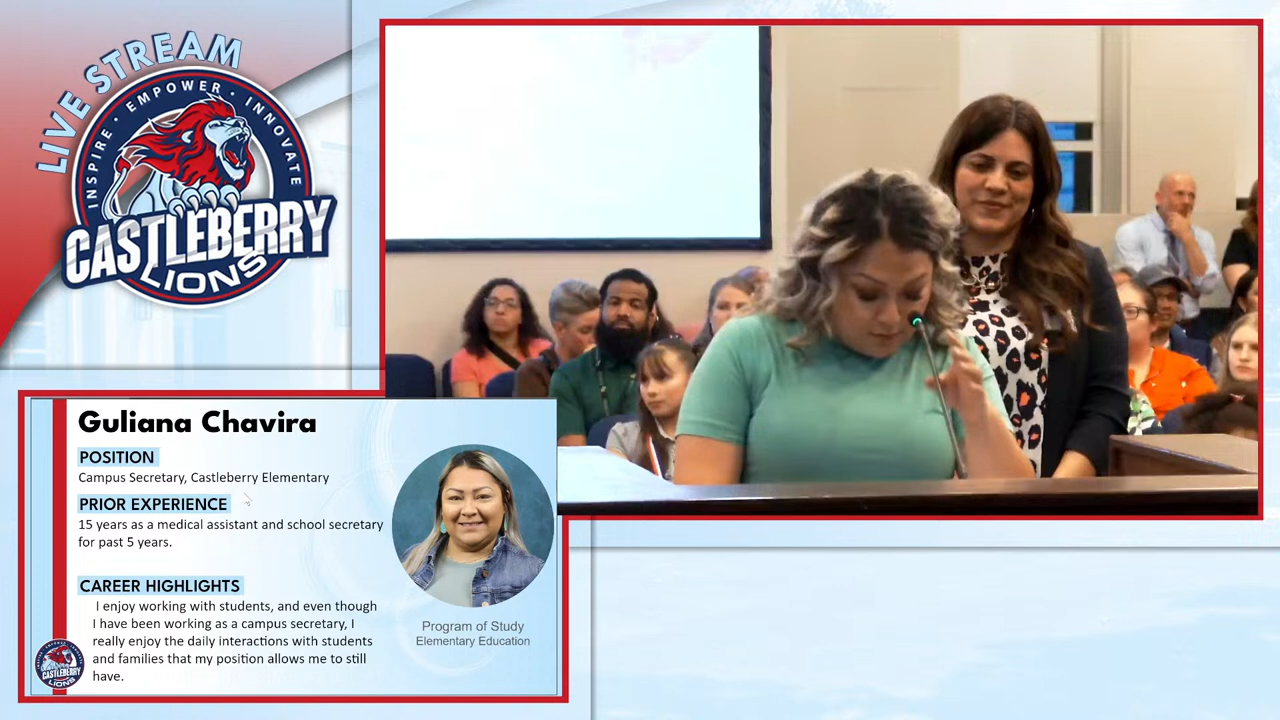 LIVE STREAM
INSPIRE · EMPOWER · INNOVATE
CASTLEBERRY
LIONS
Guliana Chavira
POSITION
Campus Secretary, Castleberry Elementary
PRIOR EXPERIENCE
15 years as a medical assistant and school secretary
for past 5 years.
CAREER HIGHLIGHTS
I enjoy working with students, and even though
I have been working as a campus secretary, I
really enjoy the daily interactions with students
and families that my position allows me to still
have.
Program of Study
Elementary Education
CASTLEBERRY
LIONS